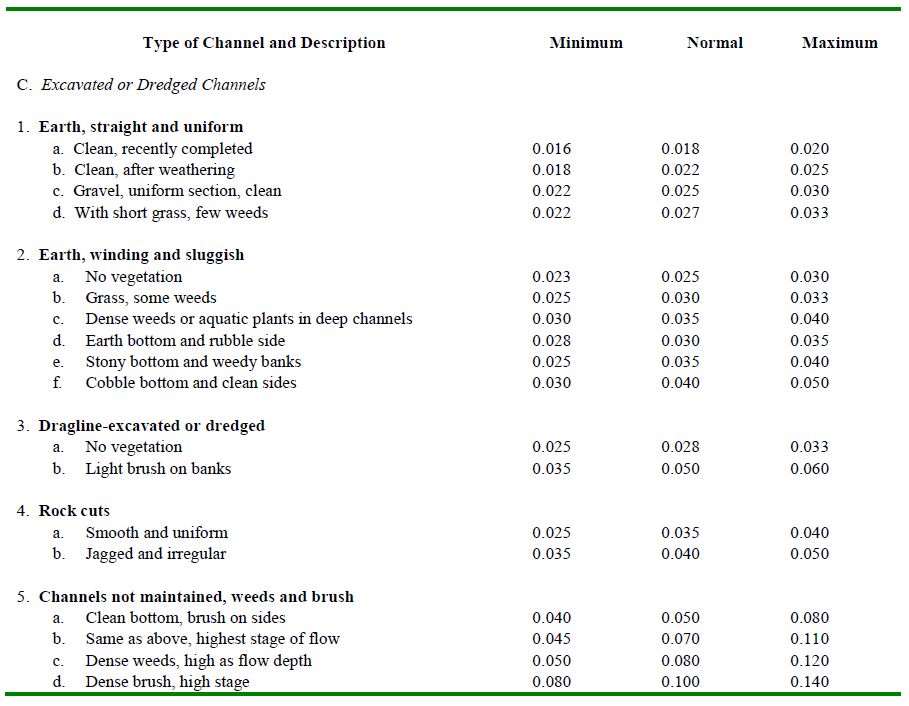 Type of Channel and Description Minimum Normal Maximum
C. Excavated or Dredged Channels
1. Earth, straight and uniform
a. Clean, recently completed 0.016 0.018 0.020
b. Clean, after weathering 0.018 0.022 0.025
c. Gravel, uniform section, clean 0.022 0.025 0.030
d. With short grass, few weeds 0.022 0.027 0.033
2. Earth, winding and sluggish
a. No vegetation 0.023 0.025 0.030
b. Grass, some weeds 0.025 0.030 0.033
c. Dense weeds or aquatic plants in deep channels 0.030 0.035 0.040
d. Earth bottom and rubble side 0.028 0.030 0.035
e. Stony bottom and weedy banks 0.025 0.035 0.040
f. Cobble bottom and clean sides 0.030 0.040 0.050
3. Dragline-excavated or dredged
a. No vegetation 0.025 0.028 0.033
b. Light brush on banks 0.035 0.050 0.060
4. Rock cuts
a. Smooth and uniform 0.025 0.035 0.040
b. Jagged and irregular 0.035 0.040 0.050
5. Channels not maintained, weeds and brush
a. Clean bottom, brush on sides 0.040 0.050 0.080
b. Same as above, highest stage of flow 0.045 0.070 0.110
c. Dense weeds, high as flow depth 0.050 0.080 0.120
d. Dense brush, high stage 0.080 0.100 0.140